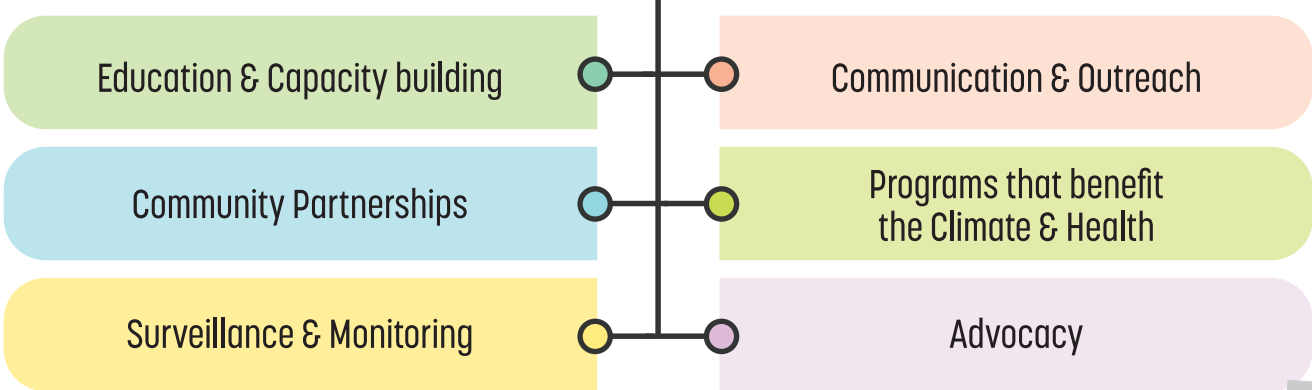 Education & Capacity building
Communication & Outreach
Community Partnerships
Programs that benefit
the Climate & Health
Surveillance & Monitoring
Advocacy